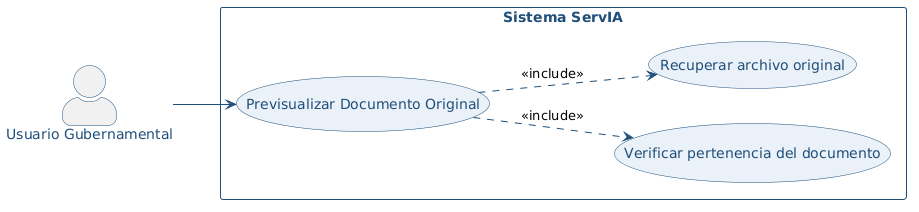 Sistema ServIA
Usuario Gubernamental
Previsualizar Documento Original
«include»
Recuperar archivo original
«include»
Verificar pertenencia del documento